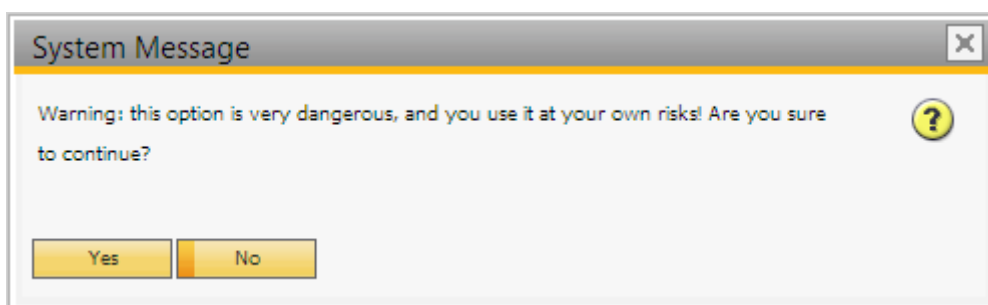 System Message
Warning: this option is very dangerous, and you use it at your own risks! Are you sure
to continue?
Yes No